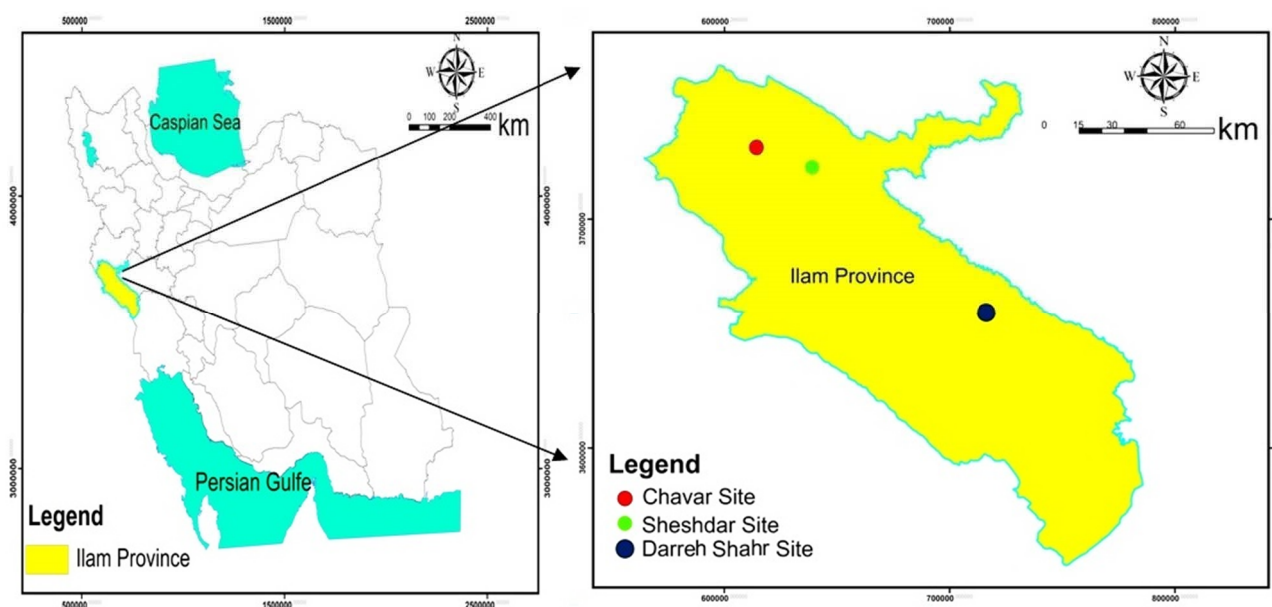 500000 1500000 2500000
N
W E
S
0 100 200 400 km
Caspian Sea
4000000 4000000
3000000 3000000
Persian Gulfe
Legend
Ilam Province
500000 1500000 2500000
600000 700000 800000
N
W E
S
0 15 30 60 km
3700000
Ilam Province
3600000
Legend
Chavar Site
Sheshdar Site
Darreh Shahr Site
600000 700000 800000